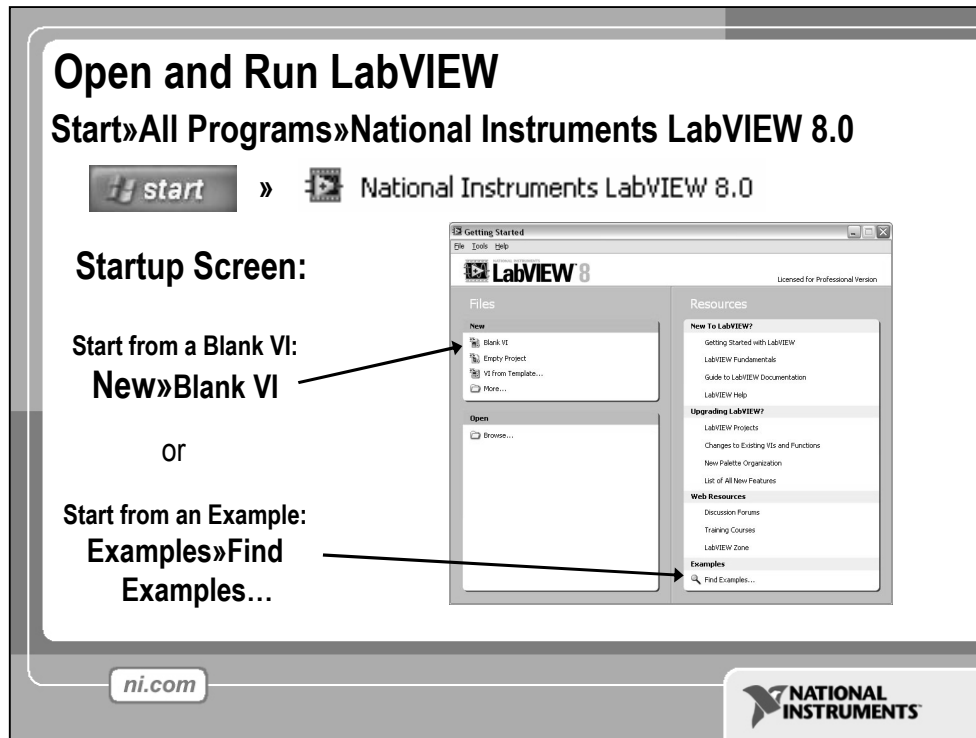 Open and Run LabVIEW
Start»All Programs»National Instruments LabVIEW 8.0
start » National Instruments LabVIEW 8.0
Startup Screen:
Start from a Blank VI:
New»Blank VI
or
Start from an Example:
Examples»Find
Examples…
Getting Started
File Tools Help
NATIONAL INSTRUMENTS
LabVIEW 8
Licensed for Professional Version
Files
New
Blank VI
Empty Project
VI from Template...
More...
Open
Browse...
Resources
New To LabVIEW?
Getting Started with LabVIEW
LabVIEW Fundamentals
Guide to LabVIEW Documentation
LabVIEW Help
Upgrading LabVIEW?
LabVIEW Projects
Changes to Existing VIs and Functions
New Palette Organization
List of All New Features
Web Resources
Discussion Forums
Training Courses
LabVIEW Zone
Examples
Find Examples...
ni.com
NATIONAL
INSTRUMENTS